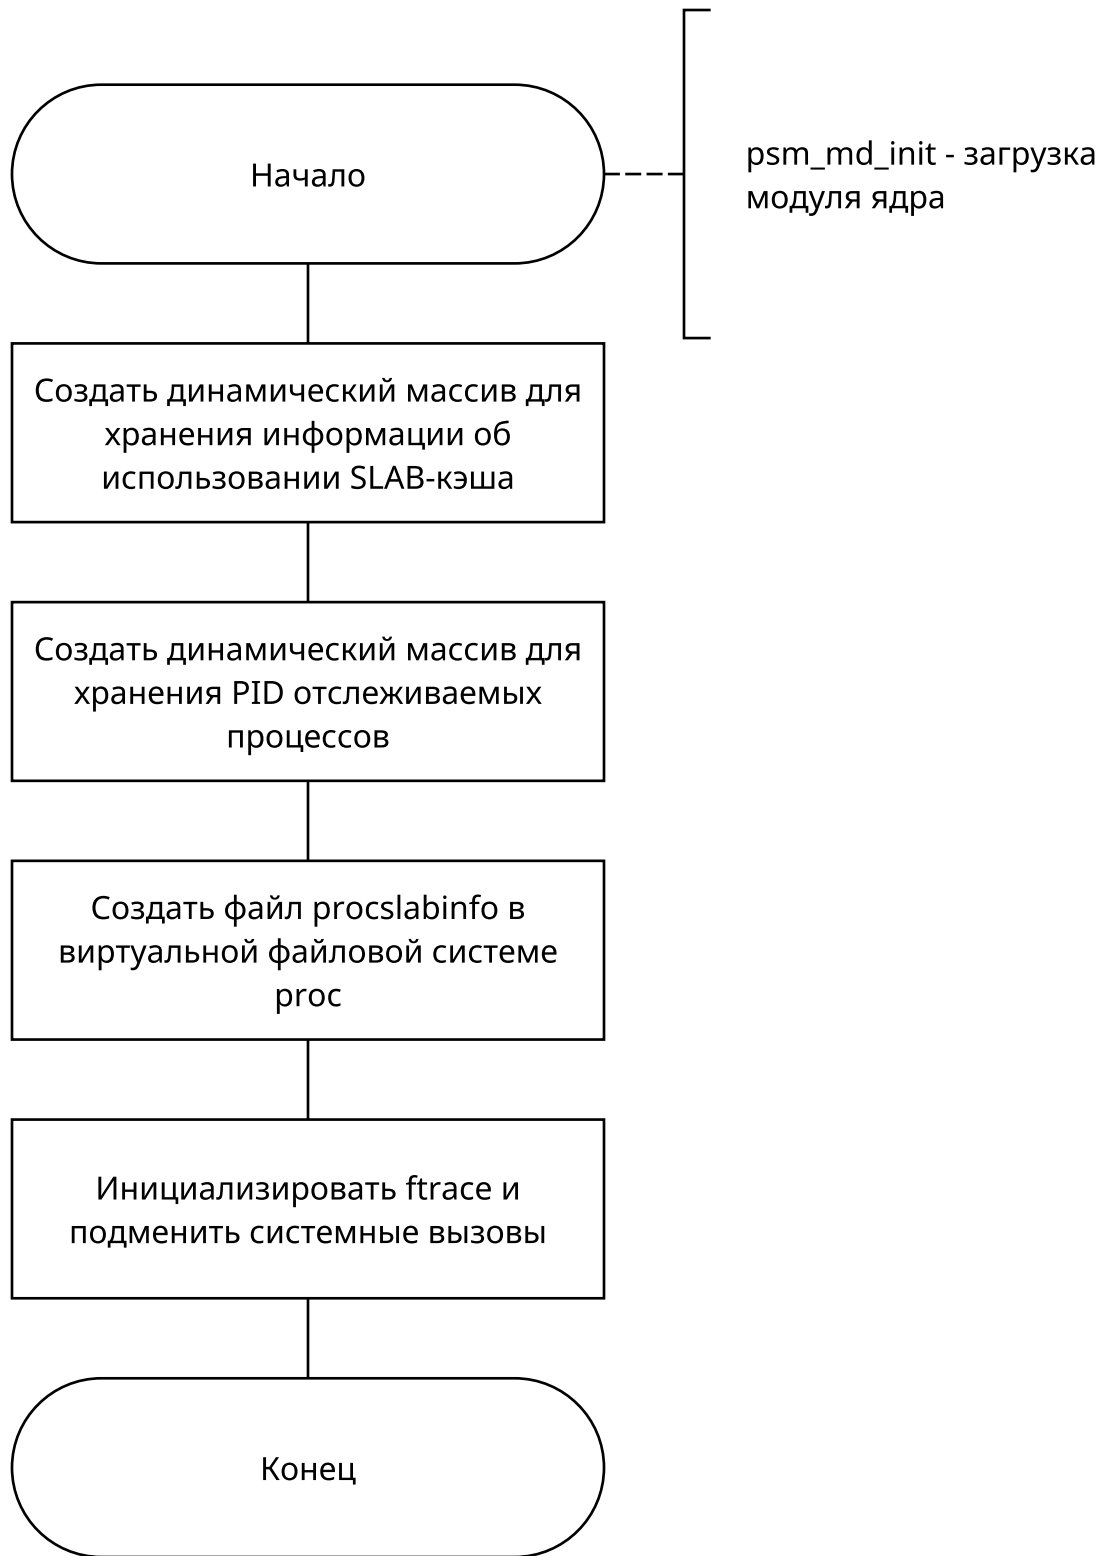 Начало
psm_md_init - загрузка
модуля ядра
Создать динамический массив для
хранения информации об
использовании SLAB-кэша
Создать динамический массив для
хранения PID отслеживаемых
процессов
Создать файл procslabinfo в
виртуальной файловой системе
proc
Инициализировать ftrace и
подменить системные вызовы
Конец